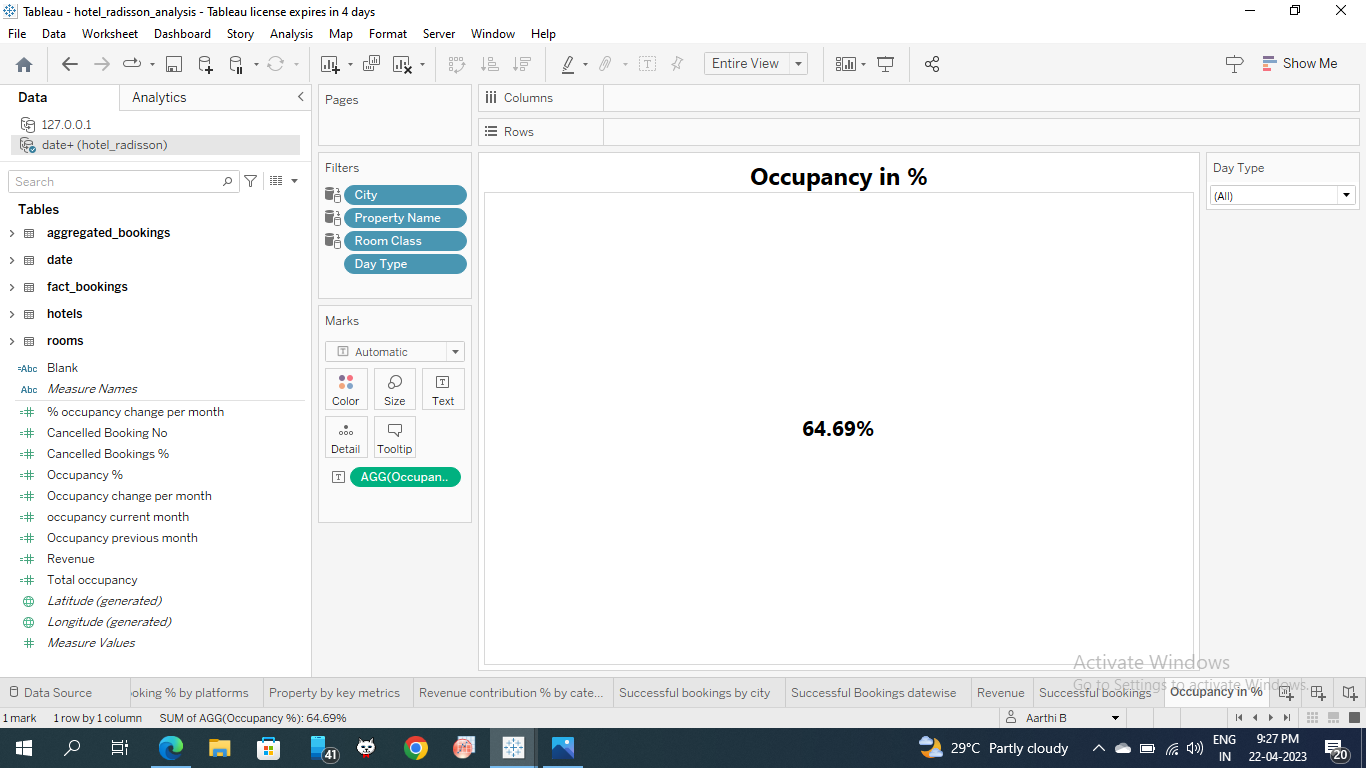 Tableau - hotel_radisson_analysis - Tableau license expires in 4 days
File Data Worksheet Dashboard Story Analysis Map Format Server Window Help
Entire View
Show Me
Data Analytics
Pages
Columns
127.0.0.1
date+ (hotel_radisson)
Rows
Search
Filters
City
Property Name
Room Class
Day Type
Occupancy in %
Day Type
(All)
Tables
aggregated_bookings
date
fact_bookings
hotels
rooms
Abc Blank
Abc Measure Names
% occupancy change per month
Cancelled Booking No
Cancelled Bookings %
Occupancy %
Occupancy change per month
occupancy current month
Occupancy previous month
Revenue
Total occupancy
Latitude (generated)
Longitude (generated)
Measure Values
Marks
Automatic
Color Size Text
Detail Tooltip
AGG(Occupan..
64.69%
Activate Windows
Go to Settings to activate Windows.
Data Source oking % by platforms Property by key metrics Revenue contribution % by cate... Successful bookings by city Successful Bookings datewise Revenue Successful bookings Occupancy in %
1 mark 1 row by 1 column SUM of AGG(Occupancy %): 64.69%
Aarthi B
41
29°C Partly cloudy
ENG
IN
9:27 PM
22-04-2023
20